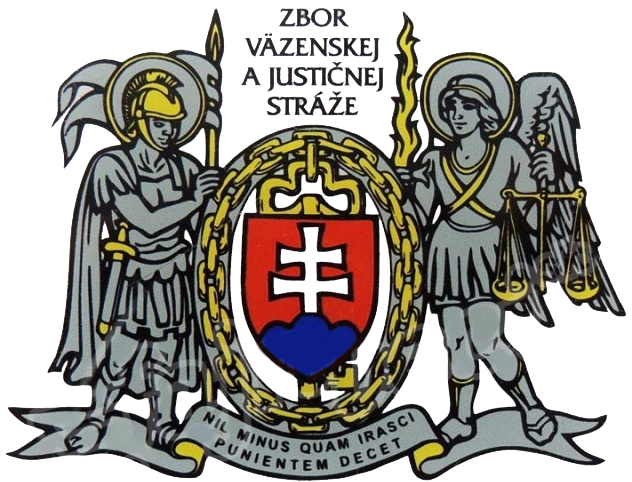 ZBOR
VÄZENSKEJ
A JUSTIČNEJ
STRÁŽE
NIL MINUS QUAM IRASCI
PUNIENTEM DECET